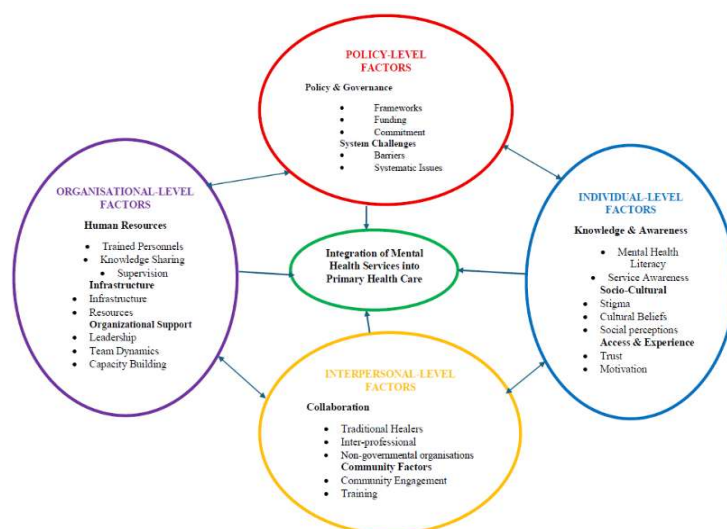 POLICY-LEVEL
FACTORS
Policy & Governance
• Frameworks
• Funding
• Commitment
System Challenges
• Barriers
• Systematic Issues
ORGANISATIONAL-LEVEL
FACTORS
Human Resources
• Trained Personnels
• Knowledge Sharing
• Supervision
Infrastructure
• Infrastructure
• Resources
Organizational Support
• Leadership
• Team Dynamics
• Capacity Building
Integration of Mental
Health Services into
Primary Health Care
INDIVIDUAL-LEVEL
FACTORS
Knowledge & Awareness
• Mental Health
Literacy
• Service Awareness
Socio-Cultural
• Stigma
• Cultural Beliefs
• Social perceptions
Access & Experience
• Trust
• Motivation
INTERPERSONAL-LEVEL
FACTORS
Collaboration
• Traditional Healers
• Inter-professional
• Non-governmental organisations
Community Factors
• Community Engagement
• Training